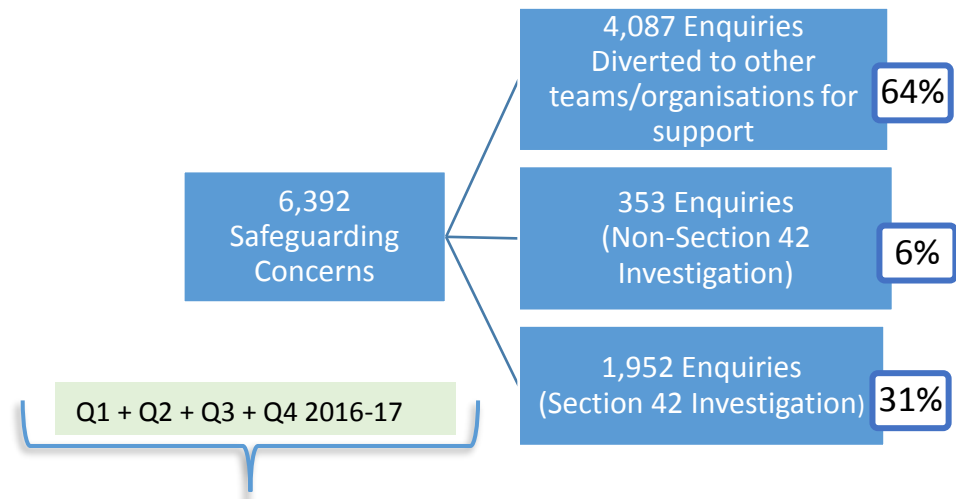 4,087 Enquiries
Diverted to other
teams/organisations for
support
64%
6,392
Safeguarding
Concerns
353 Enquiries
(Non-Section 42
Investigation)
6%
1,952 Enquiries
(Section 42 Investigation)
31%
Q1 + Q2 + Q3 + Q4 2016-17